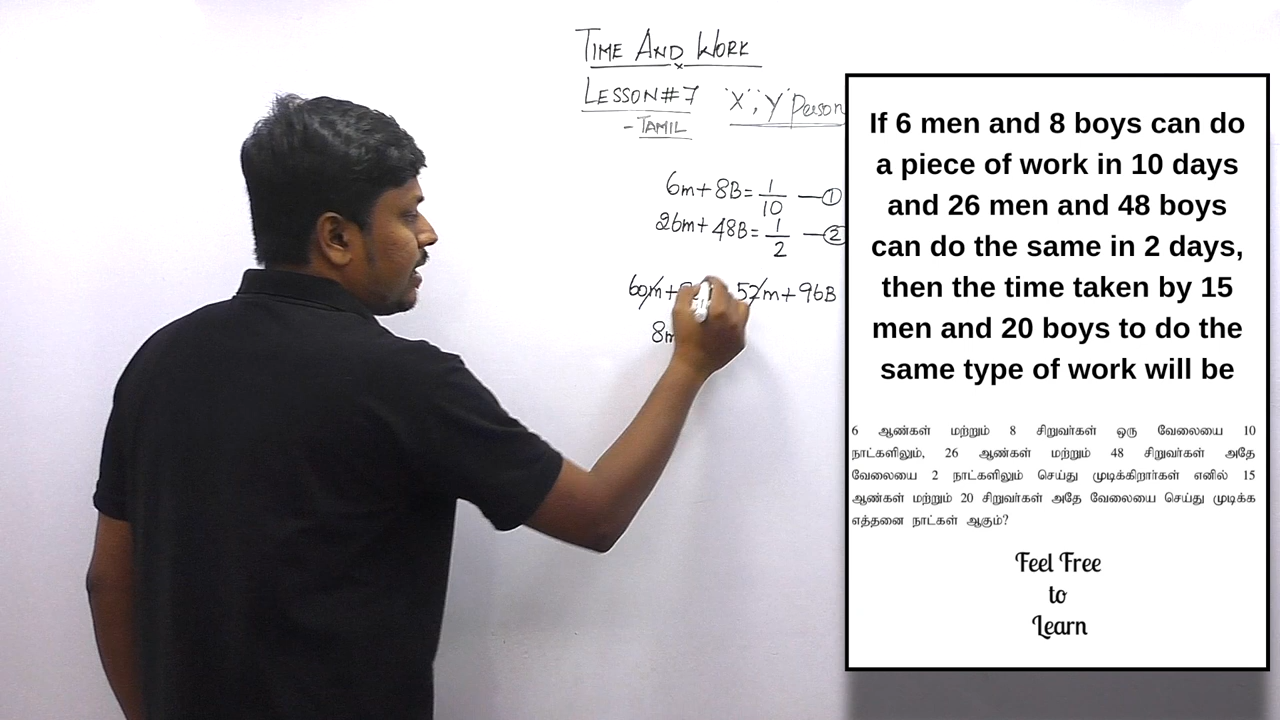 TIME AND WORK
LESSON#7 "X", "Y" Person
- TAMIL
6m+8B= 1/10 — 1
26m+ 48B= 1/2 — 2
60m+ 52m+96B
8m
If 6 men and 8 boys can do
a piece of work in 10 days
and 26 men and 48 boys
can do the same in 2 days,
then the time taken by 15
men and 20 boys to do the
same type of work will be
6 ஆண்கள் மற்றும் 8 சிறுவர்கள் ஒரு வேலையை 10
நாட்களிலும், 26 ஆண்கள் மற்றும் 48 சிறுவர்கள் அதே
வேலையை 2 நாட்களிலும் செய்து முடிக்கிறார்கள் எனில் 15
ஆண்கள் மற்றும் 20 சிறுவர்கள் அதே வேலையை செய்து முடிக்க
எத்தனை நாட்கள் ஆகும்?
Feel Free
to
Learn